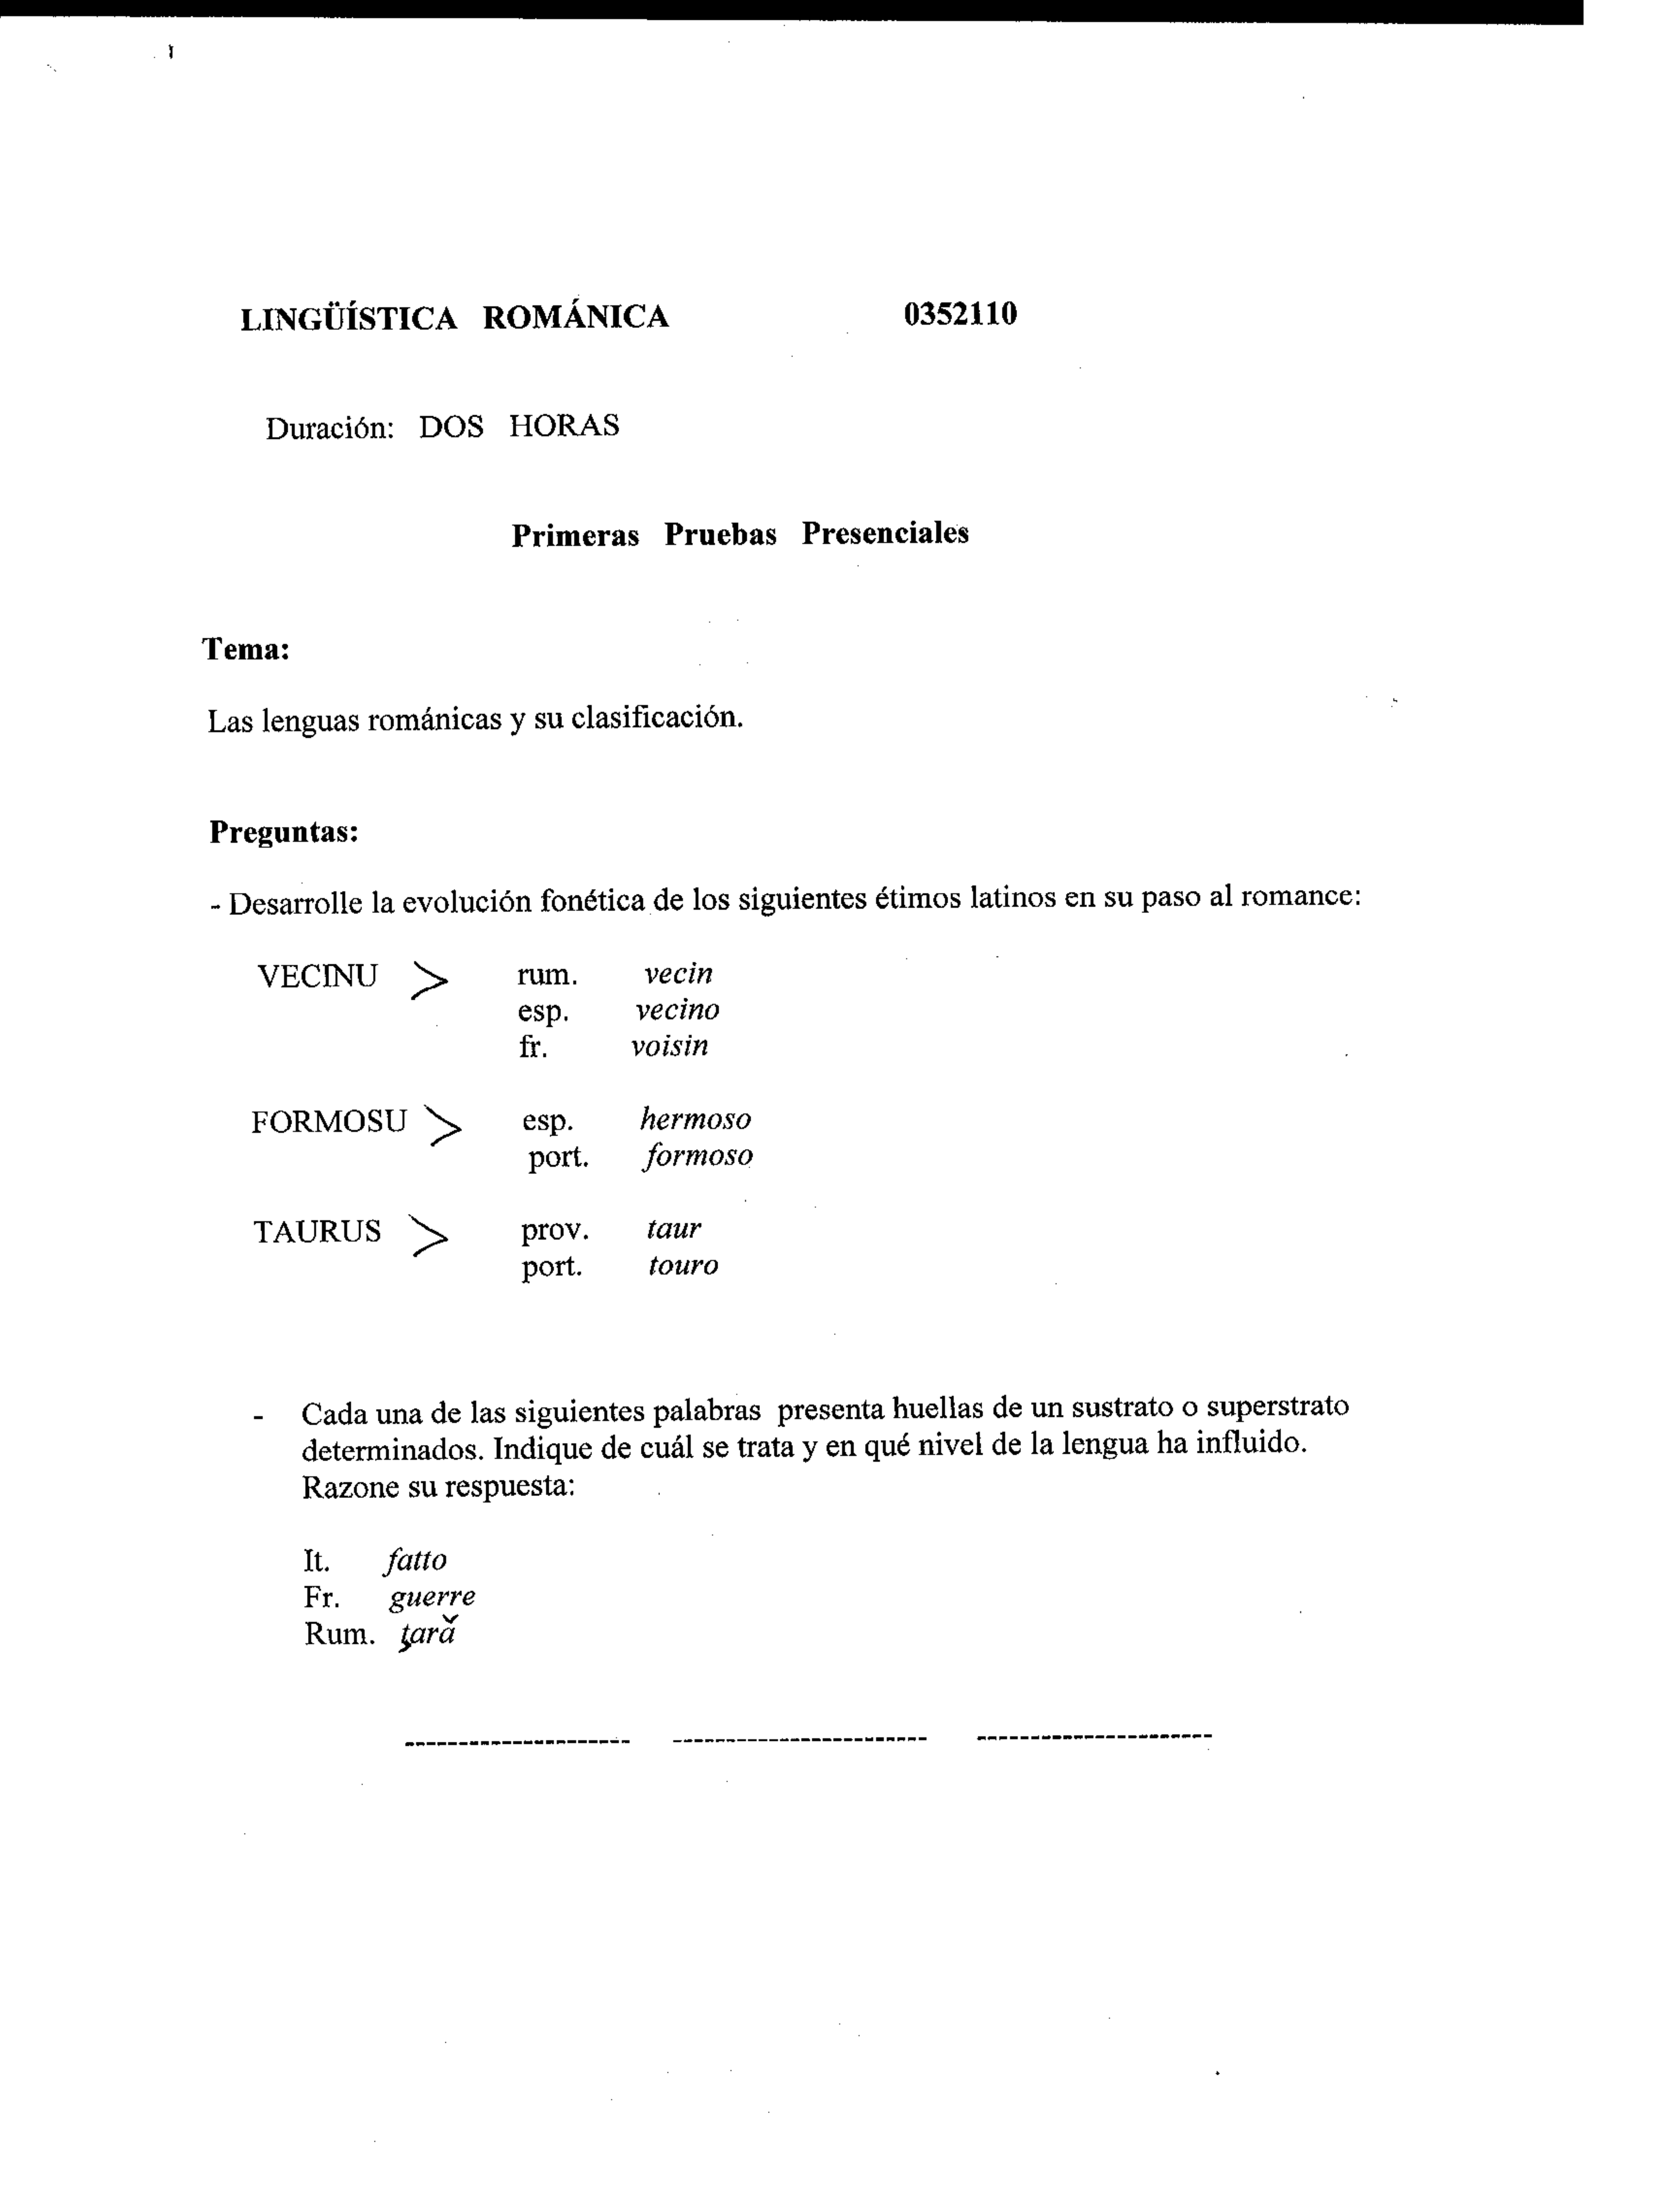 LINGÜÍSTICA ROMÁNICA 0352110
Duración: DOS HORAS
Primeras Pruebas Presenciales
Tema:
Las lenguas románicas y su clasificación.
Preguntas:
- Desarrolle la evolución fonética de los siguientes étimos latinos en su paso al romance:
VECINU > rum. vecin
esp. vecino
fr. voisin
FORMOSU > esp. hermoso
port. formoso
TAURUS > prov. taur
port. touro
- Cada una de las siguientes palabras presenta huellas de un sustrato o superstrato
determinados. Indique de cuál se trata y en qué nivel de la lengua ha influido.
Razone su respuesta:
It. fatto
Fr. guerre
Rum. ţară